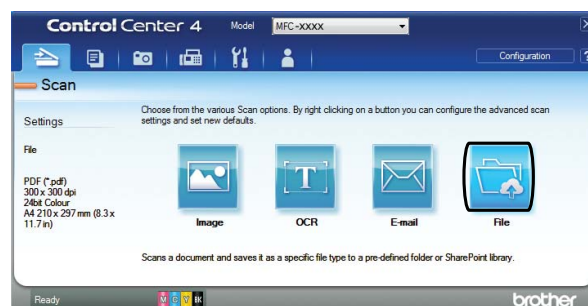 Control Center 4 Model MFC-XXXX
Configuration ?
Scan
Choose from the various Scan options. By right clicking on a button you can configure the advanced scan
settings and set new defaults.
Settings
File
PDF (*.pdf)
300 x 300 dpi
24bit Colour
A4 210 x 297 mm (8.3 x
11.7 in)
T
Image OCR E-mail File
Scans a document and saves it as a specific file type to a pre-defined folder or SharePoint library.
Ready M C Y BK brother